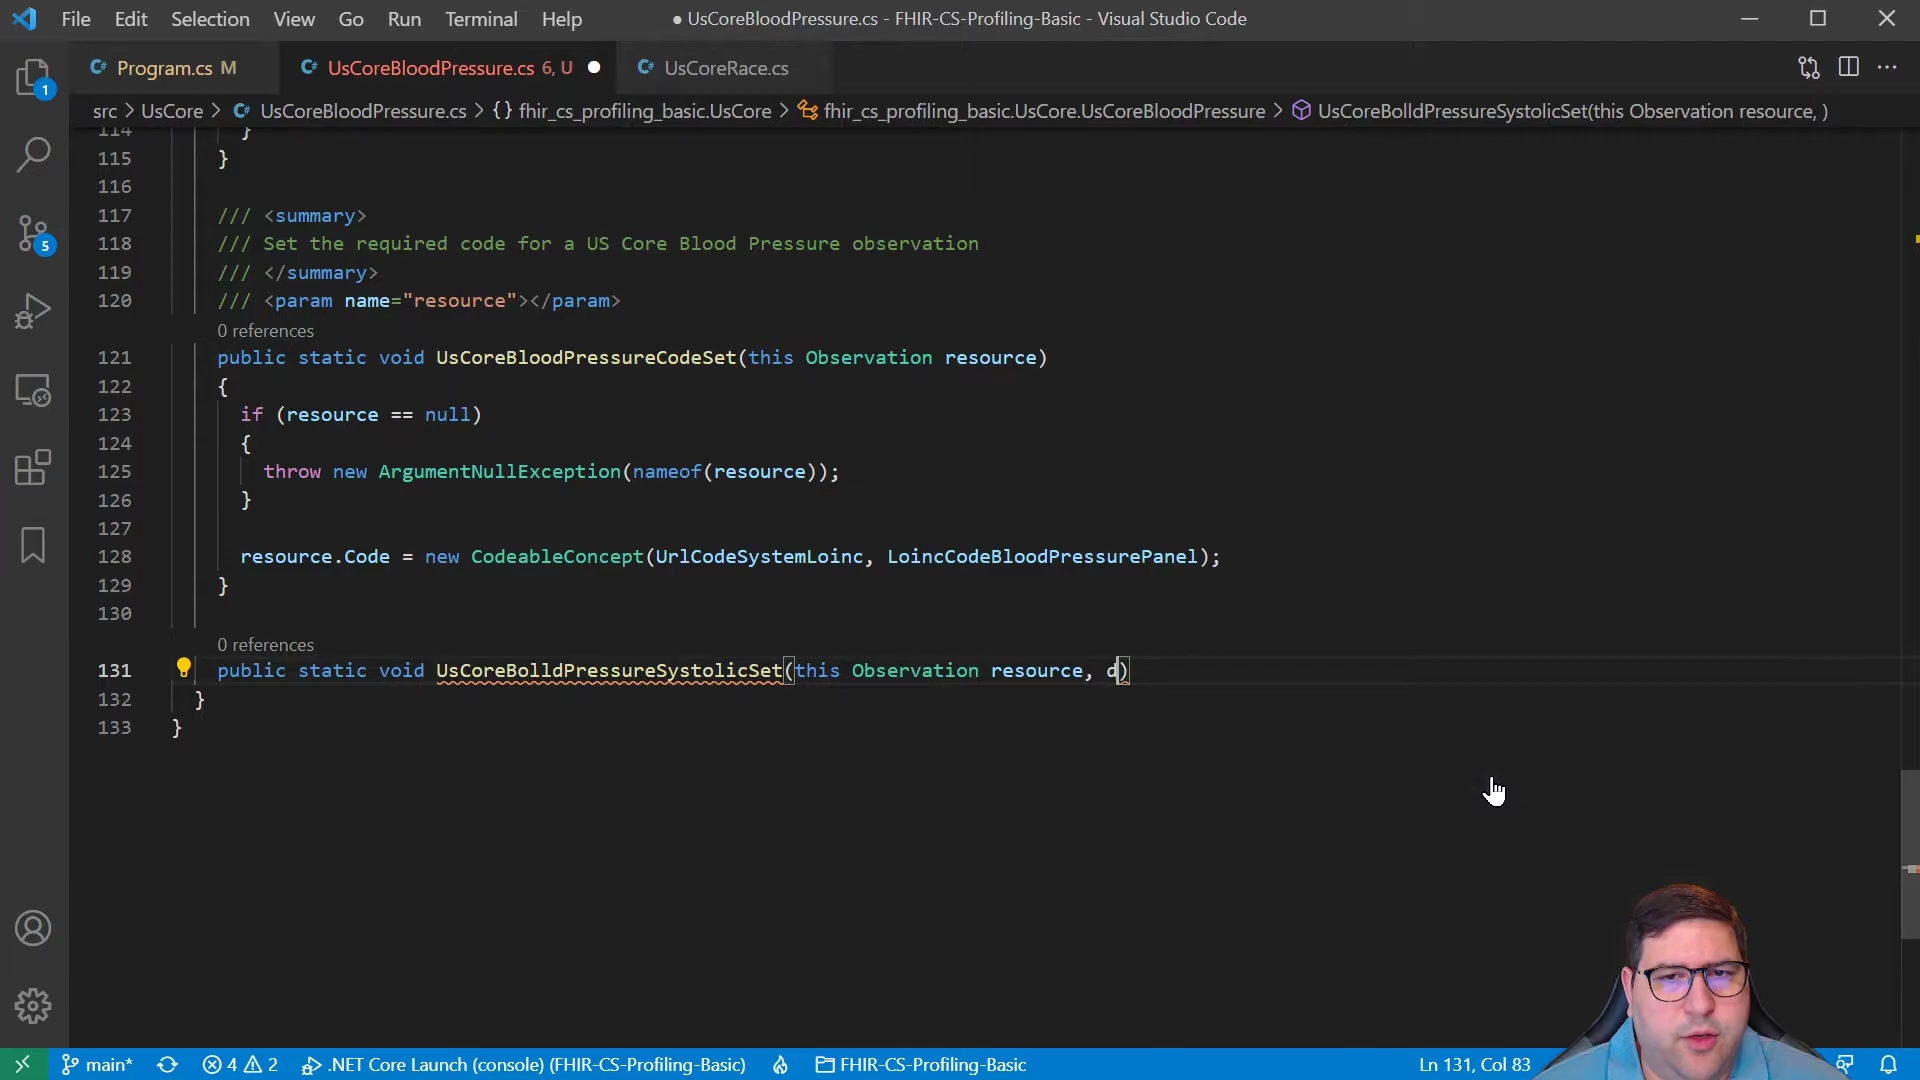 File Edit Selection View Go Run Terminal Help
● UsCoreBloodPressure.cs - FHIR-CS-Profiling-Basic - Visual Studio Code
Program.cs M
UsCoreBloodPressure.cs 6, U
UsCoreRace.cs
src > UsCore > UsCoreBloodPressure.cs > {} fhir_cs_profiling_basic.UsCore > fhir_cs_profiling_basic.UsCore.UsCoreBloodPressure > UsCoreBolldPressureSystolicSet(this Observation resource, )
114 }
115 }
116
117 /// <summary>
118 /// Set the required code for a US Core Blood Pressure observation
119 /// </summary>
120 /// <param name="resource"></param>
0 references
121 public static void UsCoreBloodPressureCodeSet(this Observation resource)
122 {
123 if (resource == null)
124 {
125 throw new ArgumentNullException(nameof(resource));
126 }
127
128 resource.Code = new CodeableConcept(UrlCodeSystemLoinc, LoincCodeBloodPressurePanel);
129 }
130
0 references
131 public static void UsCoreBolldPressureSystolicSet(this Observation resource, d)
132 }
133 }
1
5
main* 4 2 .NET Core Launch (console) (FHIR-CS-Profiling-Basic) FHIR-CS-Profiling-Basic Ln 131, Col 83